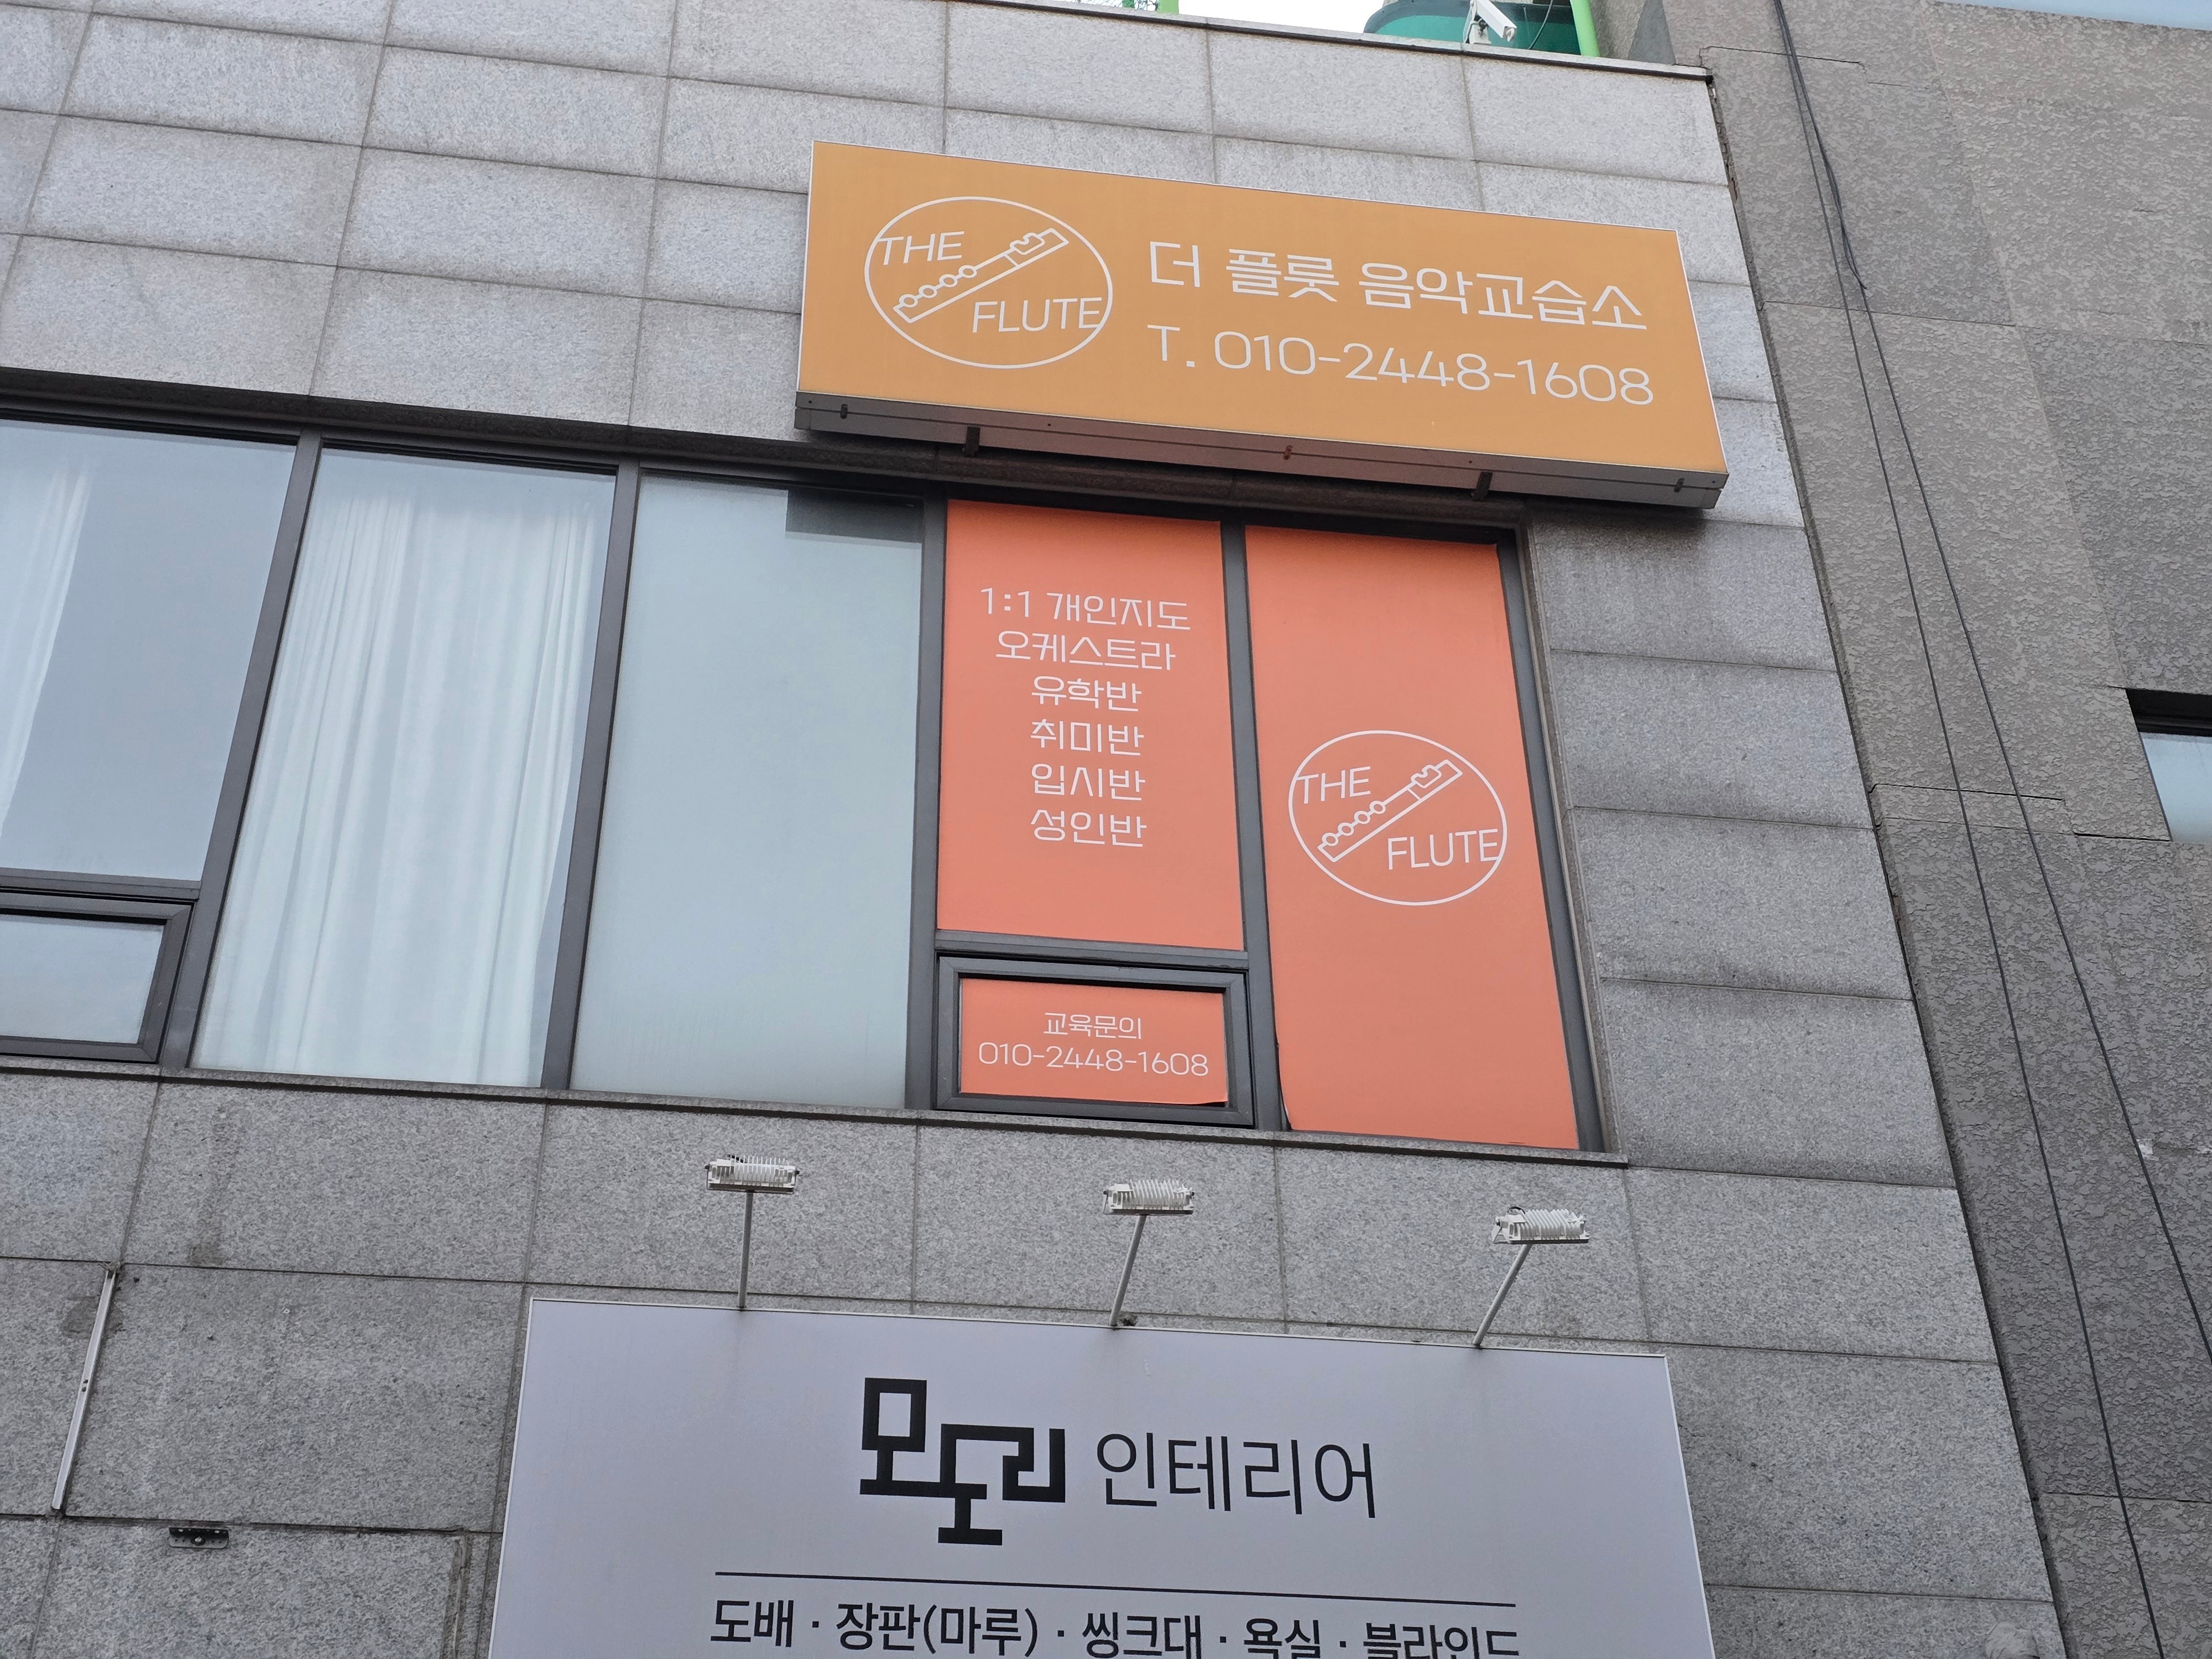 THE
FLUTE
더 플룻 음악교습소
T. 010-2448-1608
1:1 개인지도
오케스트라
유학반
취미반
입시반
성인반
THE
FLUTE
교육문의
010-2448-1608
모노리 인테리어
도배 · 장판(마루) · 씽크대 · 욕실 · 블라인드